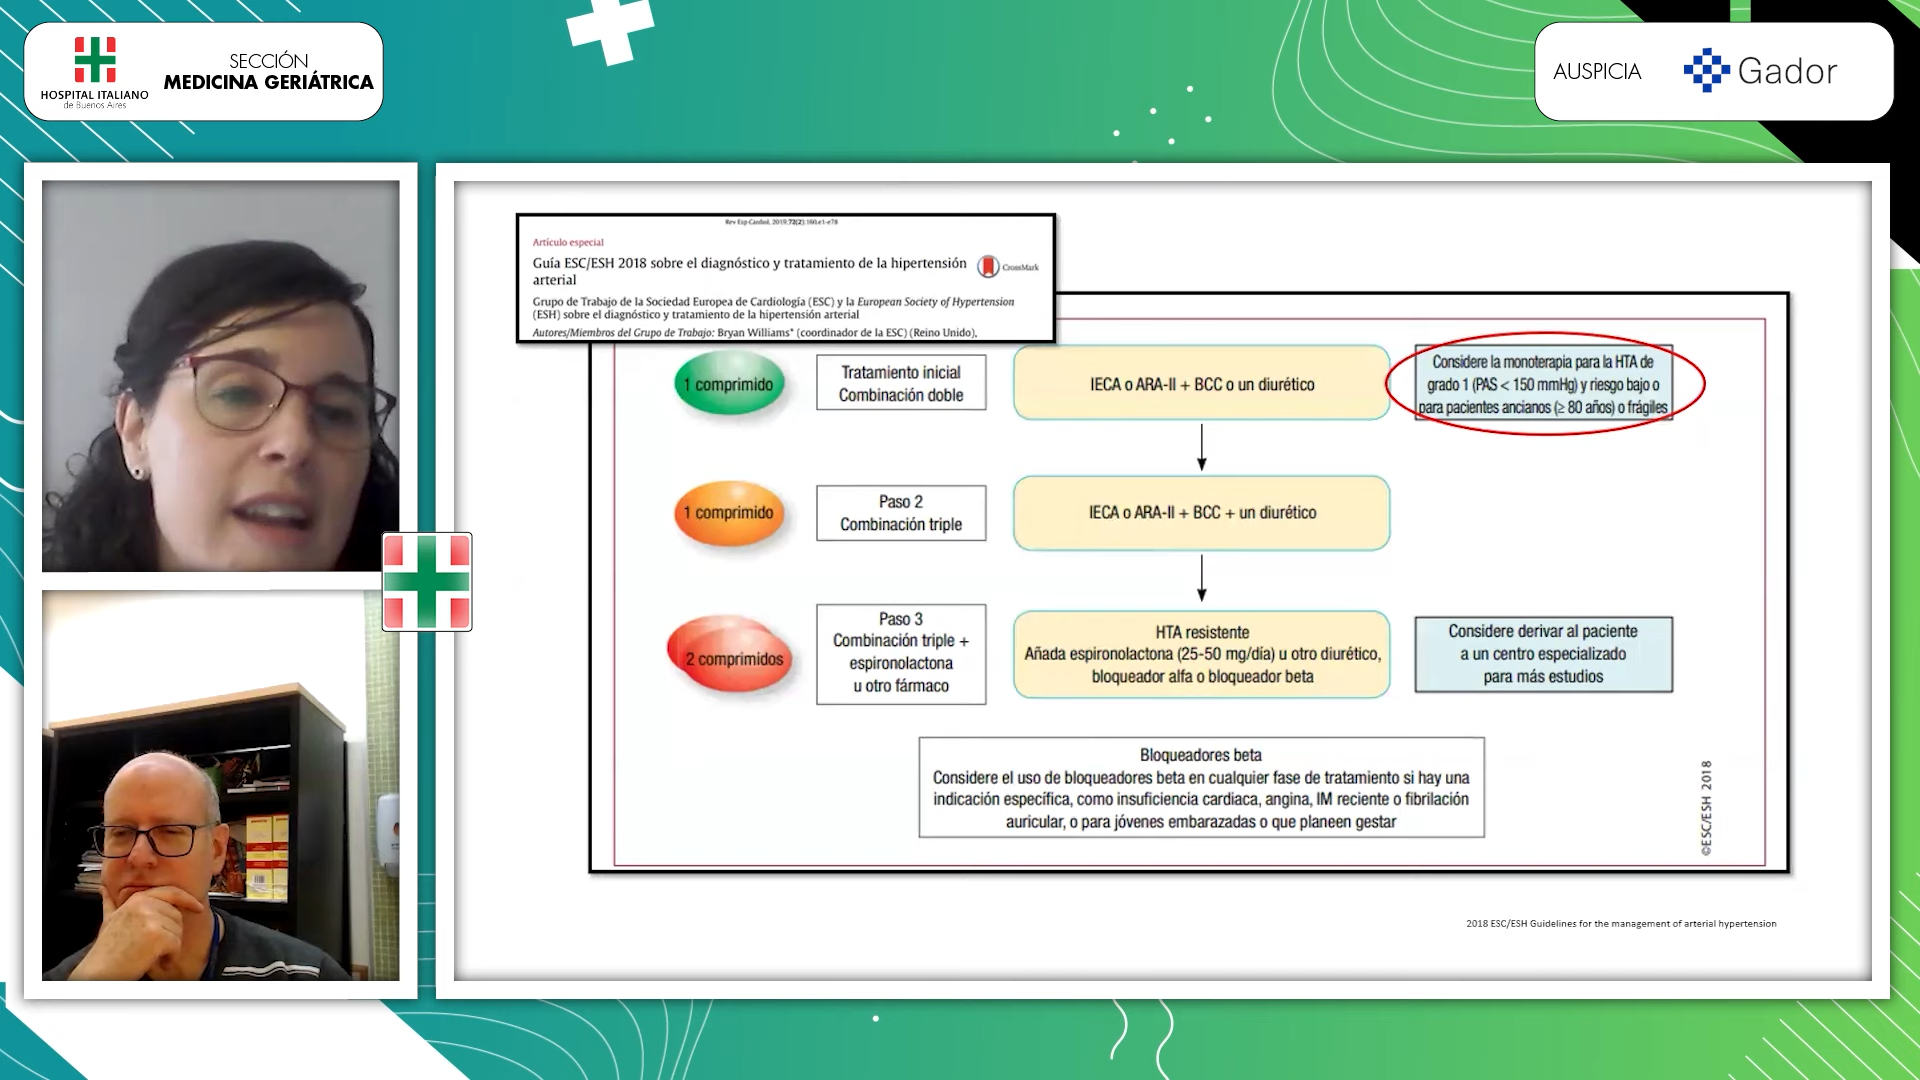 HOSPITAL ITALIANO
de Buenos Aires
SECCIÓN
MEDICINA GERIÁTRICA
AUSPICIA
Gador
Rev Esp Cardiol. 2019;72(2):160.e1-e78
Artículo especial
Guía ESC/ESH 2018 sobre el diagnóstico y tratamiento de la hipertensión
arterial
CrossMark
Grupo de Trabajo de la Sociedad Europea de Cardiología (ESC) y la European Society of Hypertension
(ESH) sobre el diagnóstico y tratamiento de la hipertensión arterial
Autores/Miembros del Grupo de Trabajo: Bryan Williams* (coordinador de la ESC) (Reino Unido),
1 comprimido
Tratamiento inicial
Combinación doble
IECA o ARA-II + BCC o un diurético
Considere la monoterapia para la HTA de
grado 1 (PAS < 150 mmHg) y riesgo bajo o
para pacientes ancianos (≥ 80 años) o frágiles
1 comprimido
Paso 2
Combinación triple
IECA o ARA-II + BCC + un diurético
2 comprimidos
Paso 3
Combinación triple +
espironolactona
u otro fármaco
HTA resistente
Añada espironolactona (25-50 mg/día) u otro diurético,
bloqueador alfa o bloqueador beta
Considere derivar al paciente
a un centro especializado
para más estudios
Bloqueadores beta
Considere el uso de bloqueadores beta en cualquier fase de tratamiento si hay una
indicación específica, como insuficiencia cardiaca, angina, IM reciente o fibrilación
auricular, o para jóvenes embarazadas o que planeen gestar
©ESC/ESH 2018
2018 ESC/ESH Guidelines for the management of arterial hypertension